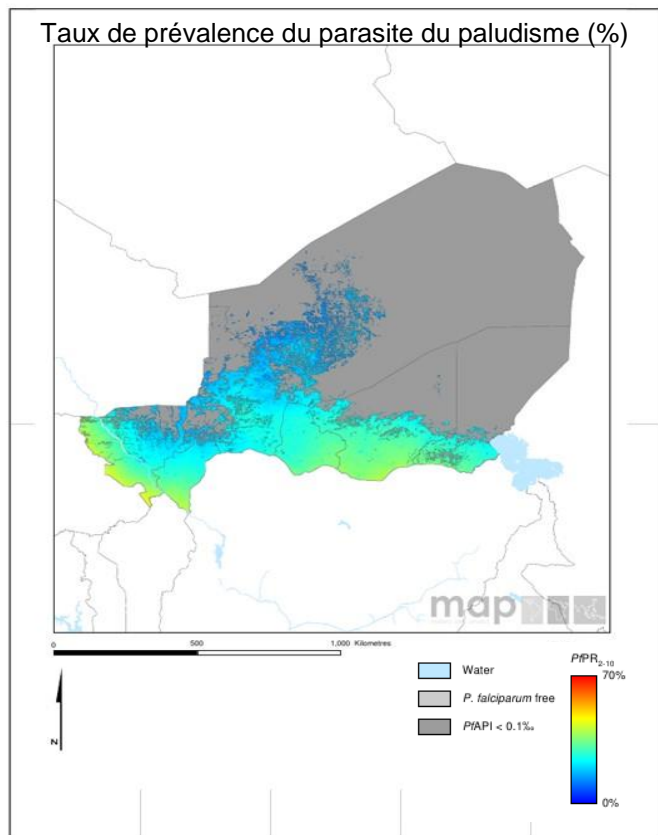 Taux de prévalence du parasite du paludisme (%)
map
0 500 1,000 Kilometres
N
Water
P. falciparum free
PfAPI < 0.1‰
PfPR2-10
70%
0%